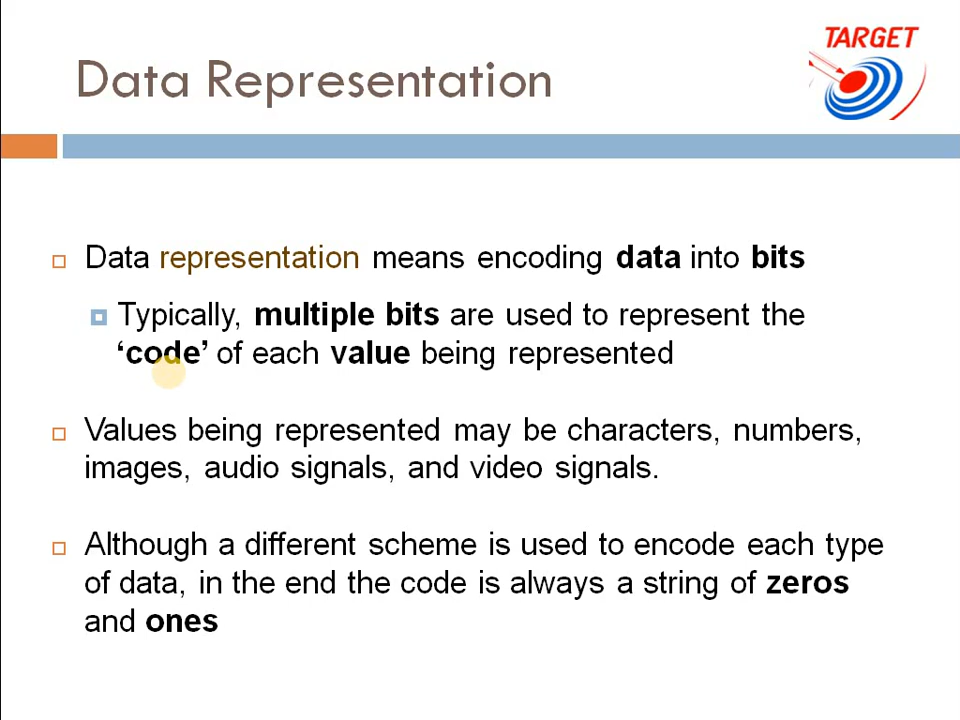 TARGET
Data Representation
Data representation means encoding data into bits
Typically, multiple bits are used to represent the
‘code’ of each value being represented
Values being represented may be characters, numbers,
images, audio signals, and video signals.
Although a different scheme is used to encode each type
of data, in the end the code is always a string of zeros
and ones